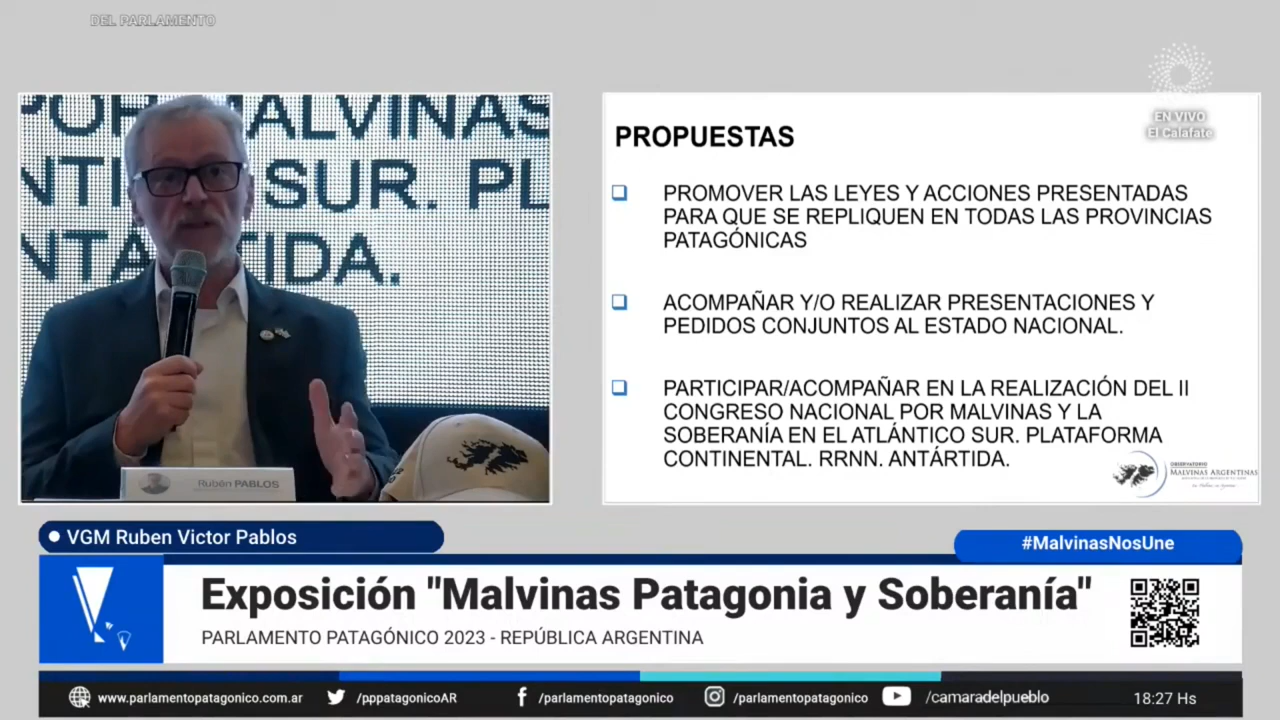 DEL PARLAMENTO
EN VIVO
El Calafate
POR MALVINAS
SUR. PL
Rubén PABLOS
PROPUESTAS
PROMOVER LAS LEYES Y ACCIONES PRESENTADAS
PARA QUE SE REPLIQUEN EN TODAS LAS PROVINCIAS
PATAGÓNICAS
ACOMPAÑAR Y/O REALIZAR PRESENTACIONES Y
PEDIDOS CONJUNTOS AL ESTADO NACIONAL.
PARTICIPAR/ACOMPAÑAR EN LA REALIZACIÓN DEL II
CONGRESO NACIONAL POR MALVINAS Y LA
SOBERANÍA EN EL ATLÁNTICO SUR. PLATAFORMA
CONTINENTAL. RRNN. ANTÁRTIDA.
OBSERVATORIO
MALVINAS ARGENTINAS
VGM Ruben Victor Pablos
#MalvinasNosUne
Exposición "Malvinas Patagonia y Soberanía"
PARLAMENTO PATAGÓNICO 2023 - REPÚBLICA ARGENTINA
www.parlamentopatagonico.com.ar /pppatagonicoAR /parlamentopatagonico /parlamentopatagonico /camaradelpueblo 18:27 Hs